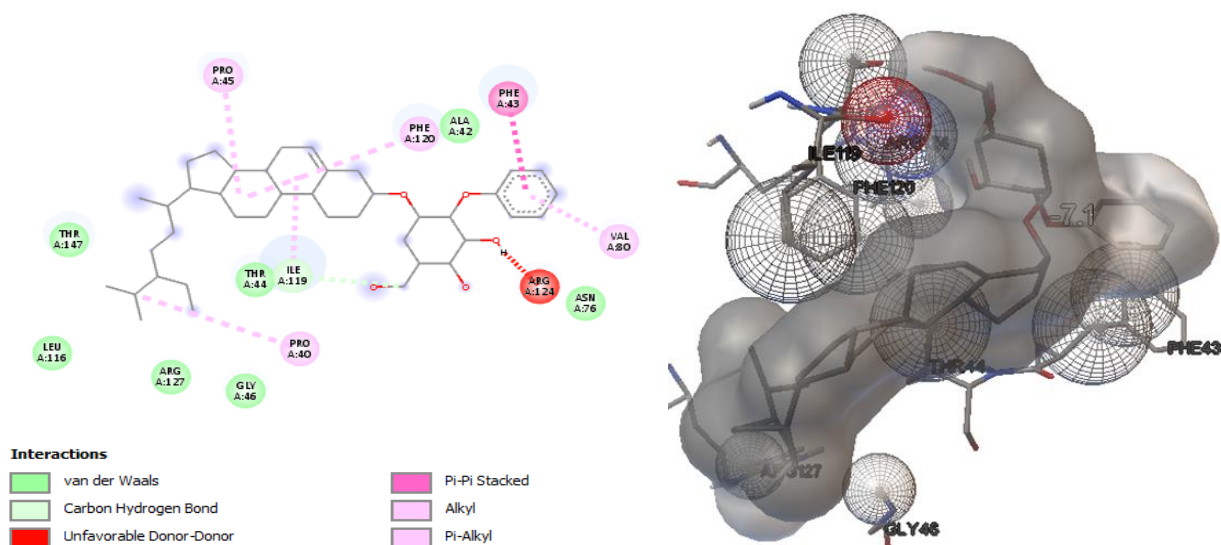 PRO
A:45
PHE
A:43
PHE
A:120
ALA
A:42
THR
A:147
VAL
A:80
THR
A:44
ILE
A:119
H
ARG
A:124
ASN
A:76
PRO
A:40
LEU
A:116
ARG
A:127
GLY
A:46
Interactions
van der Waals
Carbon Hydrogen Bond
Unfavorable Donor-Donor
Pi-Pi Stacked
Alkyl
Pi-Alkyl
ILE119
PHE120
-7.1
PHE43
THR44
ARG127
GLY46